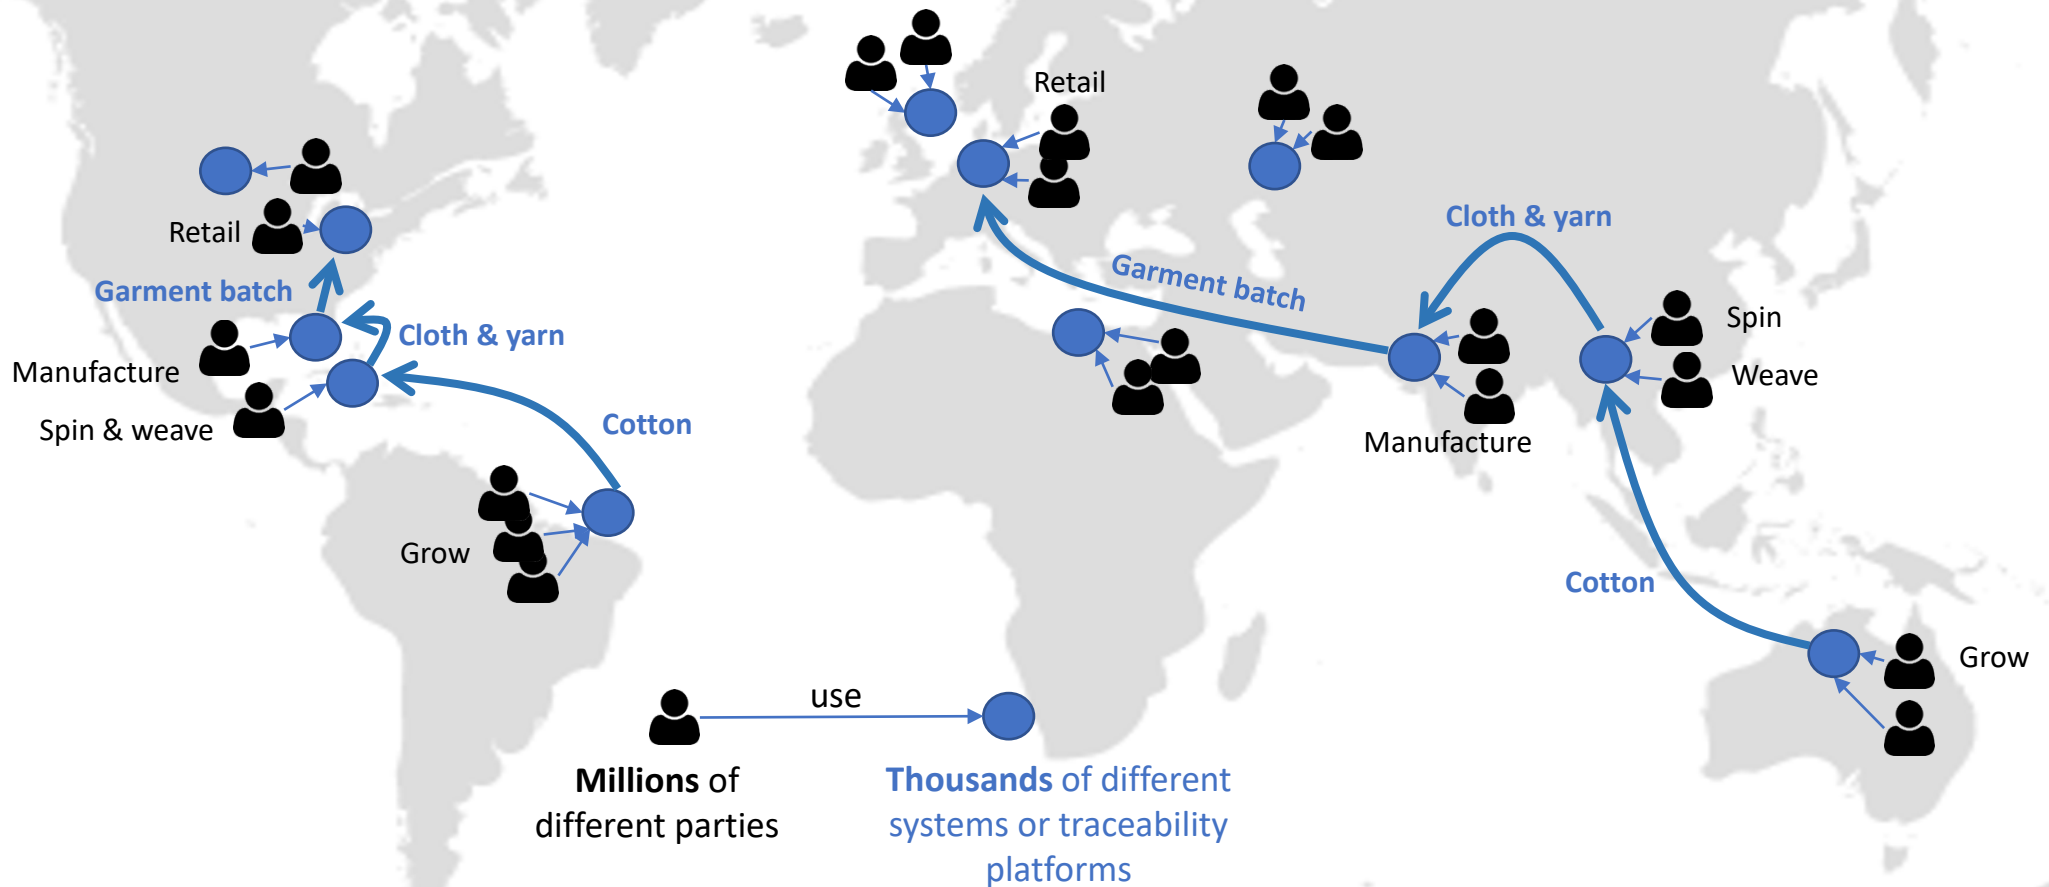 Retail
Retail
Cloth & yarn
Garment batch
Garment batch
Cloth & yarn
Spin
Manufacture
Weave
Spin & weave
Cotton
Manufacture
Grow
Cotton
Grow
use
Millions of
different parties
Thousands of different
systems or traceability
platforms